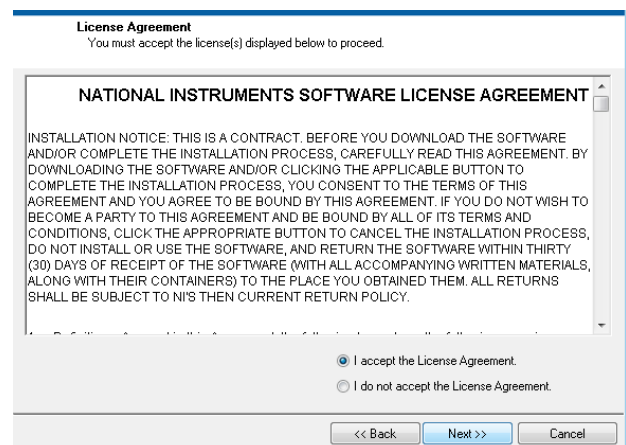 License Agreement
You must accept the license(s) displayed below to proceed.
NATIONAL INSTRUMENTS SOFTWARE LICENSE AGREEMENT
INSTALLATION NOTICE: THIS IS A CONTRACT. BEFORE YOU DOWNLOAD THE SOFTWARE
AND/OR COMPLETE THE INSTALLATION PROCESS, CAREFULLY READ THIS AGREEMENT. BY
DOWNLOADING THE SOFTWARE AND/OR CLICKING THE APPLICABLE BUTTON TO
COMPLETE THE INSTALLATION PROCESS, YOU CONSENT TO THE TERMS OF THIS
AGREEMENT AND YOU AGREE TO BE BOUND BY THIS AGREEMENT. IF YOU DO NOT WISH TO
BECOME A PARTY TO THIS AGREEMENT AND BE BOUND BY ALL OF ITS TERMS AND
CONDITIONS, CLICK THE APPROPRIATE BUTTON TO CANCEL THE INSTALLATION PROCESS,
DO NOT INSTALL OR USE THE SOFTWARE, AND RETURN THE SOFTWARE WITHIN THIRTY
(30) DAYS OF RECEIPT OF THE SOFTWARE (WITH ALL ACCOMPANYING WRITTEN MATERIALS,
ALONG WITH THEIR CONTAINERS) TO THE PLACE YOU OBTAINED THEM. ALL RETURNS
SHALL BE SUBJECT TO NI'S THEN CURRENT RETURN POLICY.
I accept the License Agreement.
I do not accept the License Agreement.
<< Back Next >> Cancel